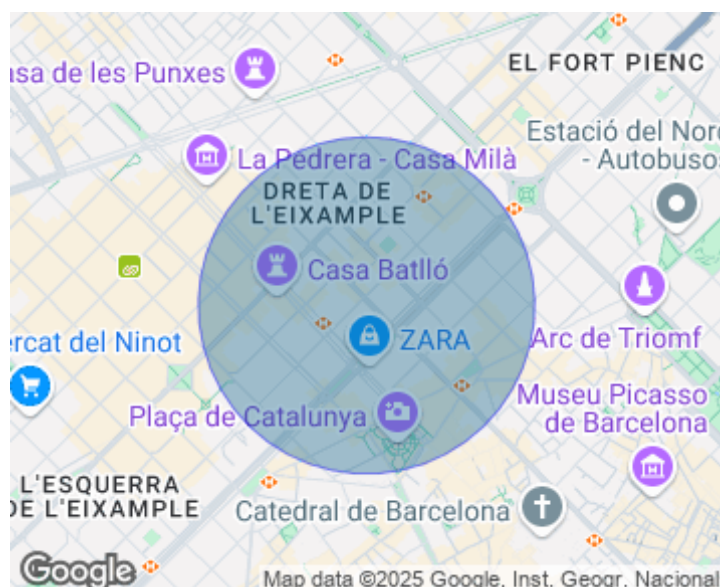 EL FORT PIENC
asa de les Punxes
Estació del Nord
- Autobuso
La Pedrera - Casa Milà
DRETA DE
L'EIXAMPLE
Casa Batlló
ZARA
Arc de Triomf
ercat del Ninot
Museu Picasso
de Barcelona
Plaça de Catalunya
L'ESQUERRA
DE L'EIXAMPLE
Catedral de Barcelona
Google
Map data ©2025 Google, Inst. Geogr. Nacional